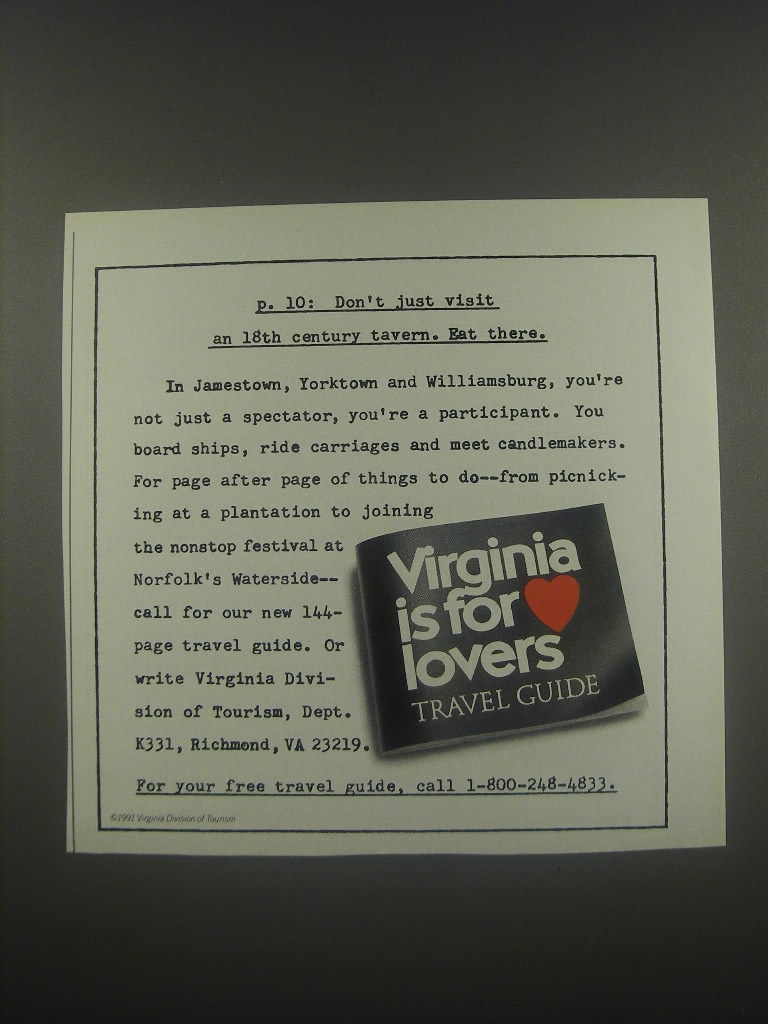 p. 10: Don't just visit
an 18th century tavern. Eat there.
In Jamestown, Yorktown and Williamsburg, you're
not just a spectator, you're a participant. You
board ships, ride carriages and meet candlemakers.
For page after page of things to do--from picnick-
ing at a plantation to joining
the nonstop festival at
Norfolk's Waterside--
call for our new 144-
page travel guide. Or
write Virginia Divi-
sion of Tourism, Dept.
K331, Richmond, VA 23219.
Virginia
is for
lovers
TRAVEL GUIDE
For your free travel guide, call 1-800-248-4833.
©1991 Virginia Division of Tourism